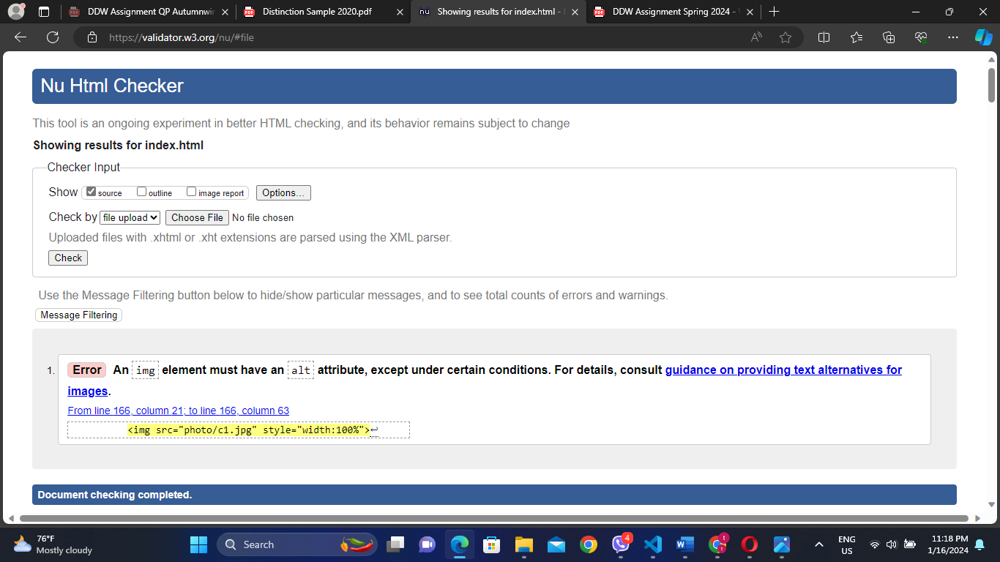 DDW Assignment QP Autumnwin
Distinction Sample 2020.pdf
nu Showing results for index.html -
DDW Assignment Spring 2024 -
https://validator.w3.org/nu/#file
Nu Html Checker
This tool is an ongoing experiment in better HTML checking, and its behavior remains subject to change
Showing results for index.html
Checker Input
Show source outline image report Options...
Check by file upload Choose File No file chosen
Uploaded files with .xhtml or .xht extensions are parsed using the XML parser.
Check
Use the Message Filtering button below to hide/show particular messages, and to see total counts of errors and warnings.
Message Filtering
1. Error An img element must have an alt attribute, except under certain conditions. For details, consult guidance on providing text alternatives for
images.
From line 166, column 21; to line 166, column 63
<img src="photo/c1.jpg" style="width:100%">↩
Document checking completed.
76°F
Mostly cloudy
Search
4
t
ENG
US
11:18 PM
1/16/2024